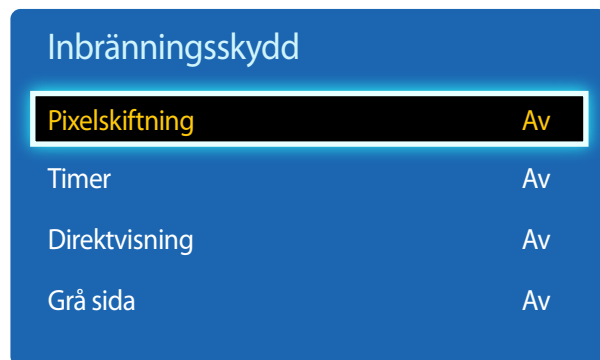 Inbränningsskydd
Pixelskiftning Av
Timer Av
Direktvisning Av
Grå sida Av